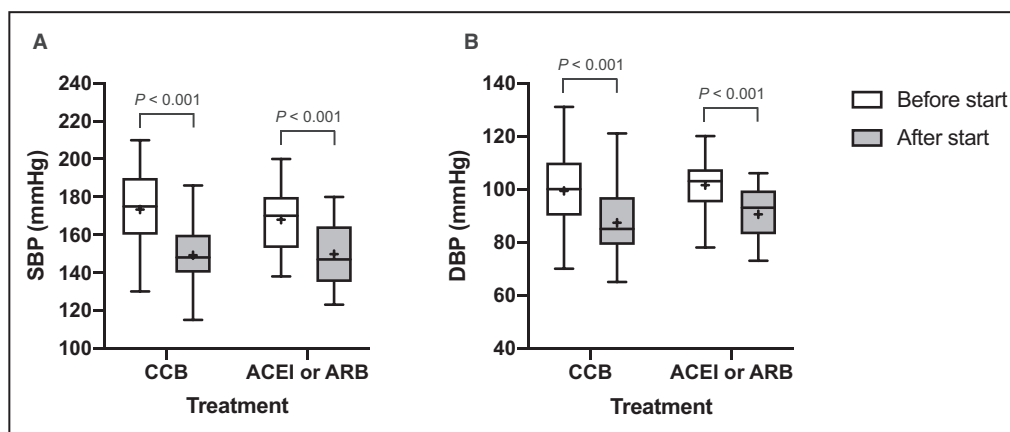 A
SBP (mmHg)
240
220
200
180
160
140
120
100
P < 0.001
P < 0.001
CCB
ACEI or ARB
Treatment
B
DBP (mmHg)
140
120
100
80
60
40
P < 0.001
P < 0.001
CCB
ACEI or ARB
Treatment
Before start
After start